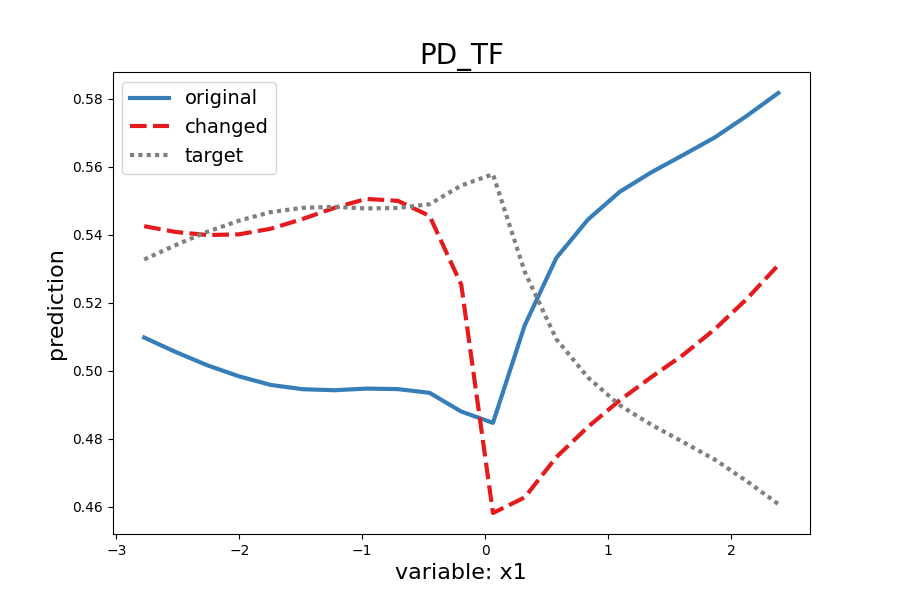 PD_TF
original
changed
target
0.58
0.56
0.54
0.52
0.50
0.48
0.46
prediction
−3
−2
−1
0
1
2
variable: x1